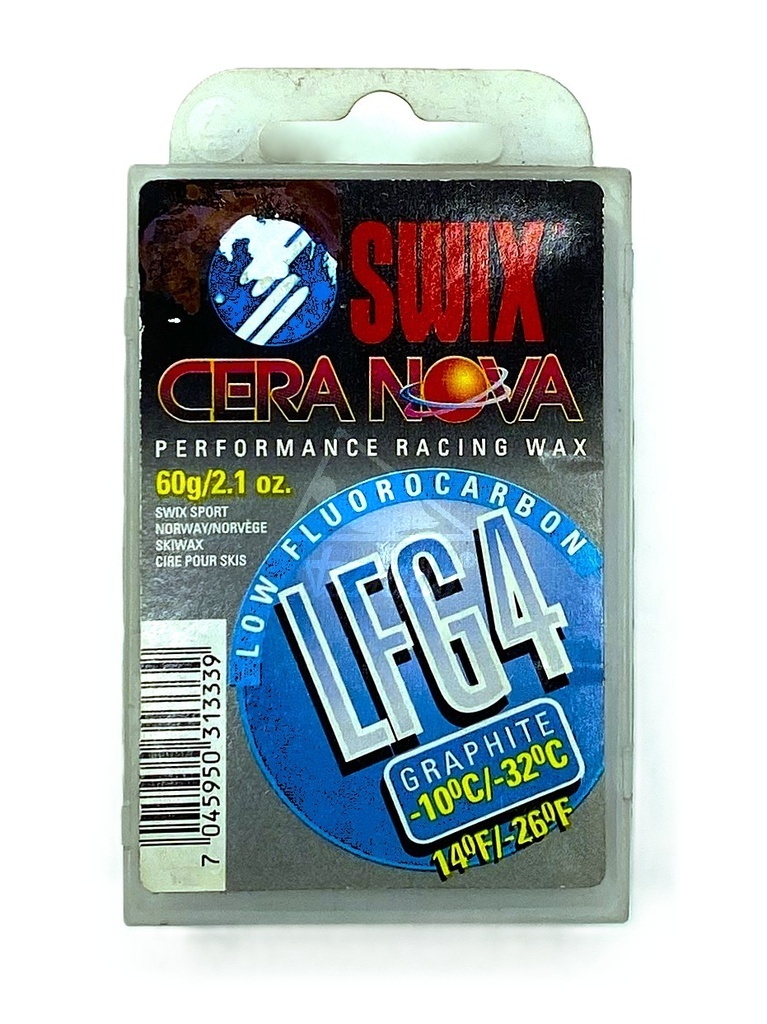 SWIX
CERA NOVA
PERFORMANCE RACING WAX
60g/2.1 oz.
SWIX SPORT
NORWAY/NORVÈGE
SKIWAX
CIRE POUR SKIS
LOW FLUOROCARBON
LFG4
GRAPHITE
-10ºC/-32ºC
14ºF/-26ºF
7 045950 313339